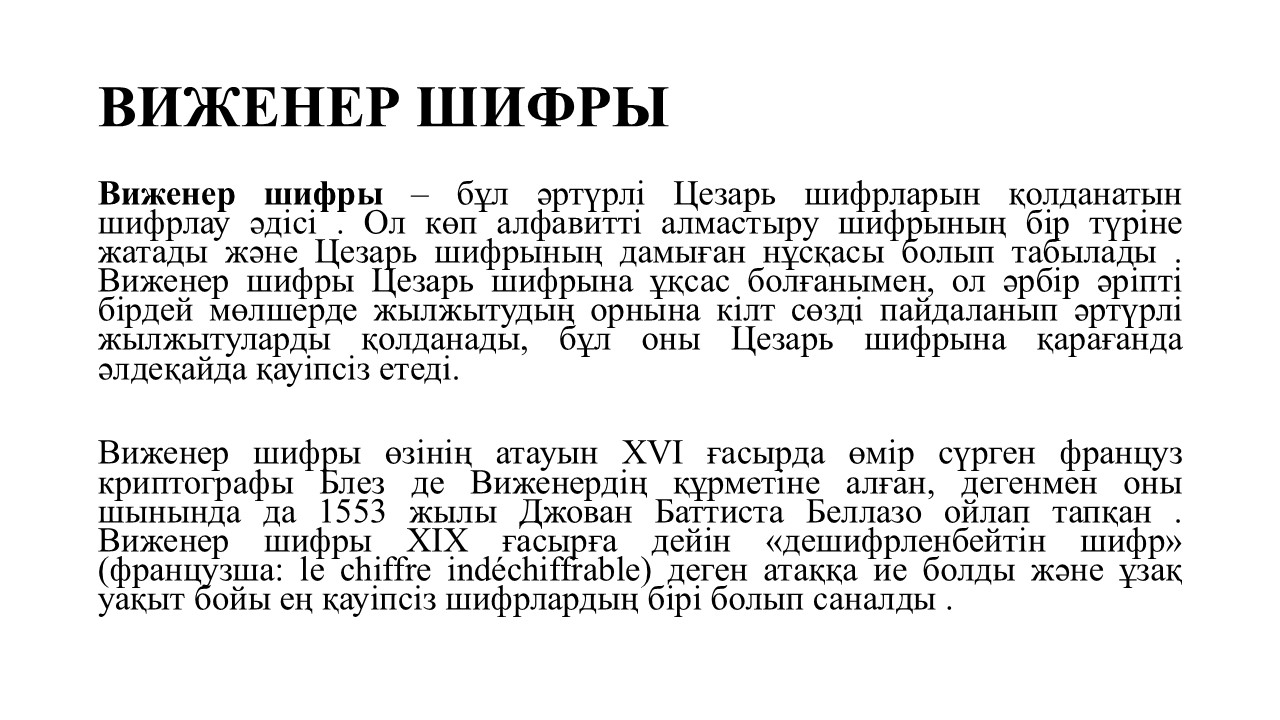 ВИЖЕНЕР ШИФРЫ
Виженер шифры – бұл әртүрлі Цезарь шифрларын қолданатын
шифрлау әдісі . Ол көп алфавитті алмастыру шифрының бір түріне
жатады және Цезарь шифрының дамыған нұсқасы болып табылады .
Виженер шифры Цезарь шифрына ұқсас болғанымен, ол әрбір әріпті
бірдей мөлшерде жылжытудың орнына кілт сөзді пайдаланып әртүрлі
жылжытуларды қолданады, бұл оны Цезарь шифрына қарағанда
әлдеқайда қауіпсіз етеді.
Виженер шифры өзінің атауын XVI ғасырда өмір сүрген француз
криптографы Блез де Виженердің құрметіне алған, дегенмен оны
шынында да 1553 жылы Джован Баттиста Беллазо ойлап тапқан .
Виженер шифры XIX ғасырға дейін «дешифрленбейтін шифр»
(французша: le chiffre indéchiffrable) деген атаққа ие болды және ұзақ
уақыт бойы ең қауіпсіз шифрлардың бірі болып саналды .